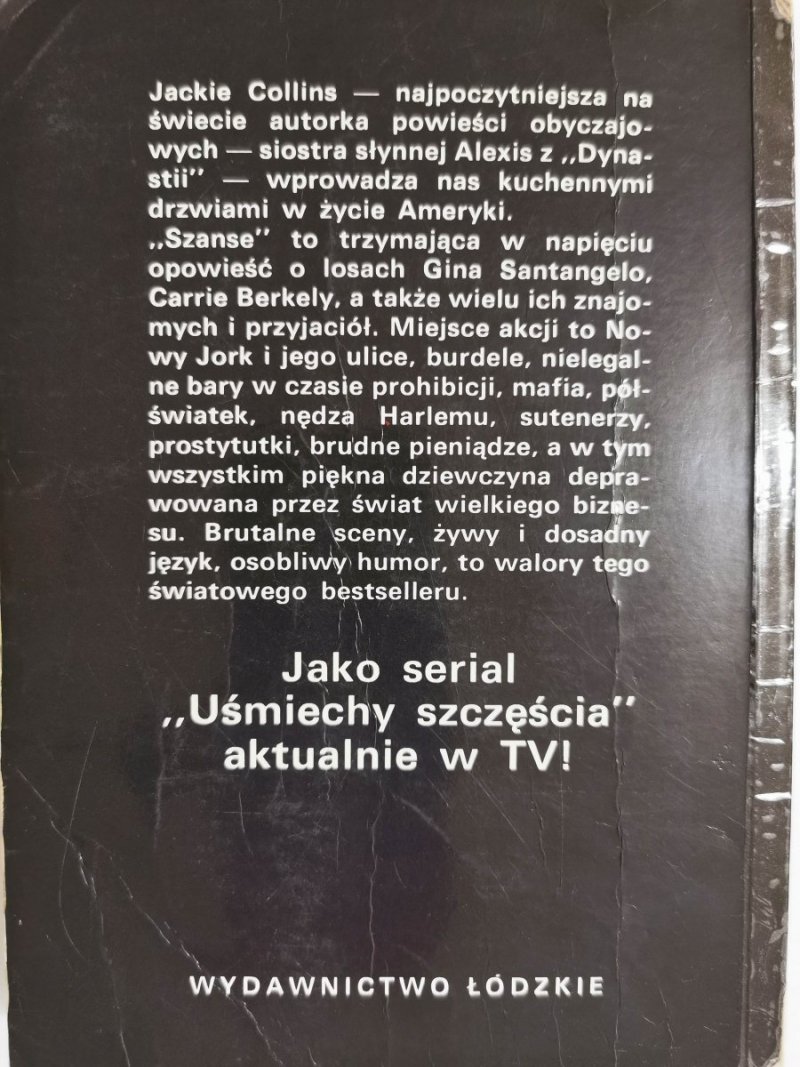 Jackie Collins — najpoczytniejsza na
świecie autorka powieści obyczajo-
wych — siostra słynnej Alexis z ,,Dyna-
stii" — wprowadza nas kuchennymi
drzwiami w życie Ameryki.
,,Szanse" to trzymająca w napięciu
opowieść o losach Gina Santangelo,
Carrie Berkely, a także wielu ich znajo-
mych i przyjaciół. Miejsce akcji to No-
wy Jork i jego ulice, burdele, nielegal-
ne bary w czasie prohibicji, mafia, pół-
światek, nędza Harlemu, sutenerzy,
prostytutki, brudne pieniądze, a w tym
wszystkim piękna dziewczyna depra-
wowana przez świat wielkiego bizne-
su. Brutalne sceny, żywy i dosadny
język, osobliwy humor, to walory tego
światowego bestselleru.
Jako serial
,,Uśmiechy szczęścia"
aktualnie w TV!
WYDAWNICTWO ŁÓDZKIE